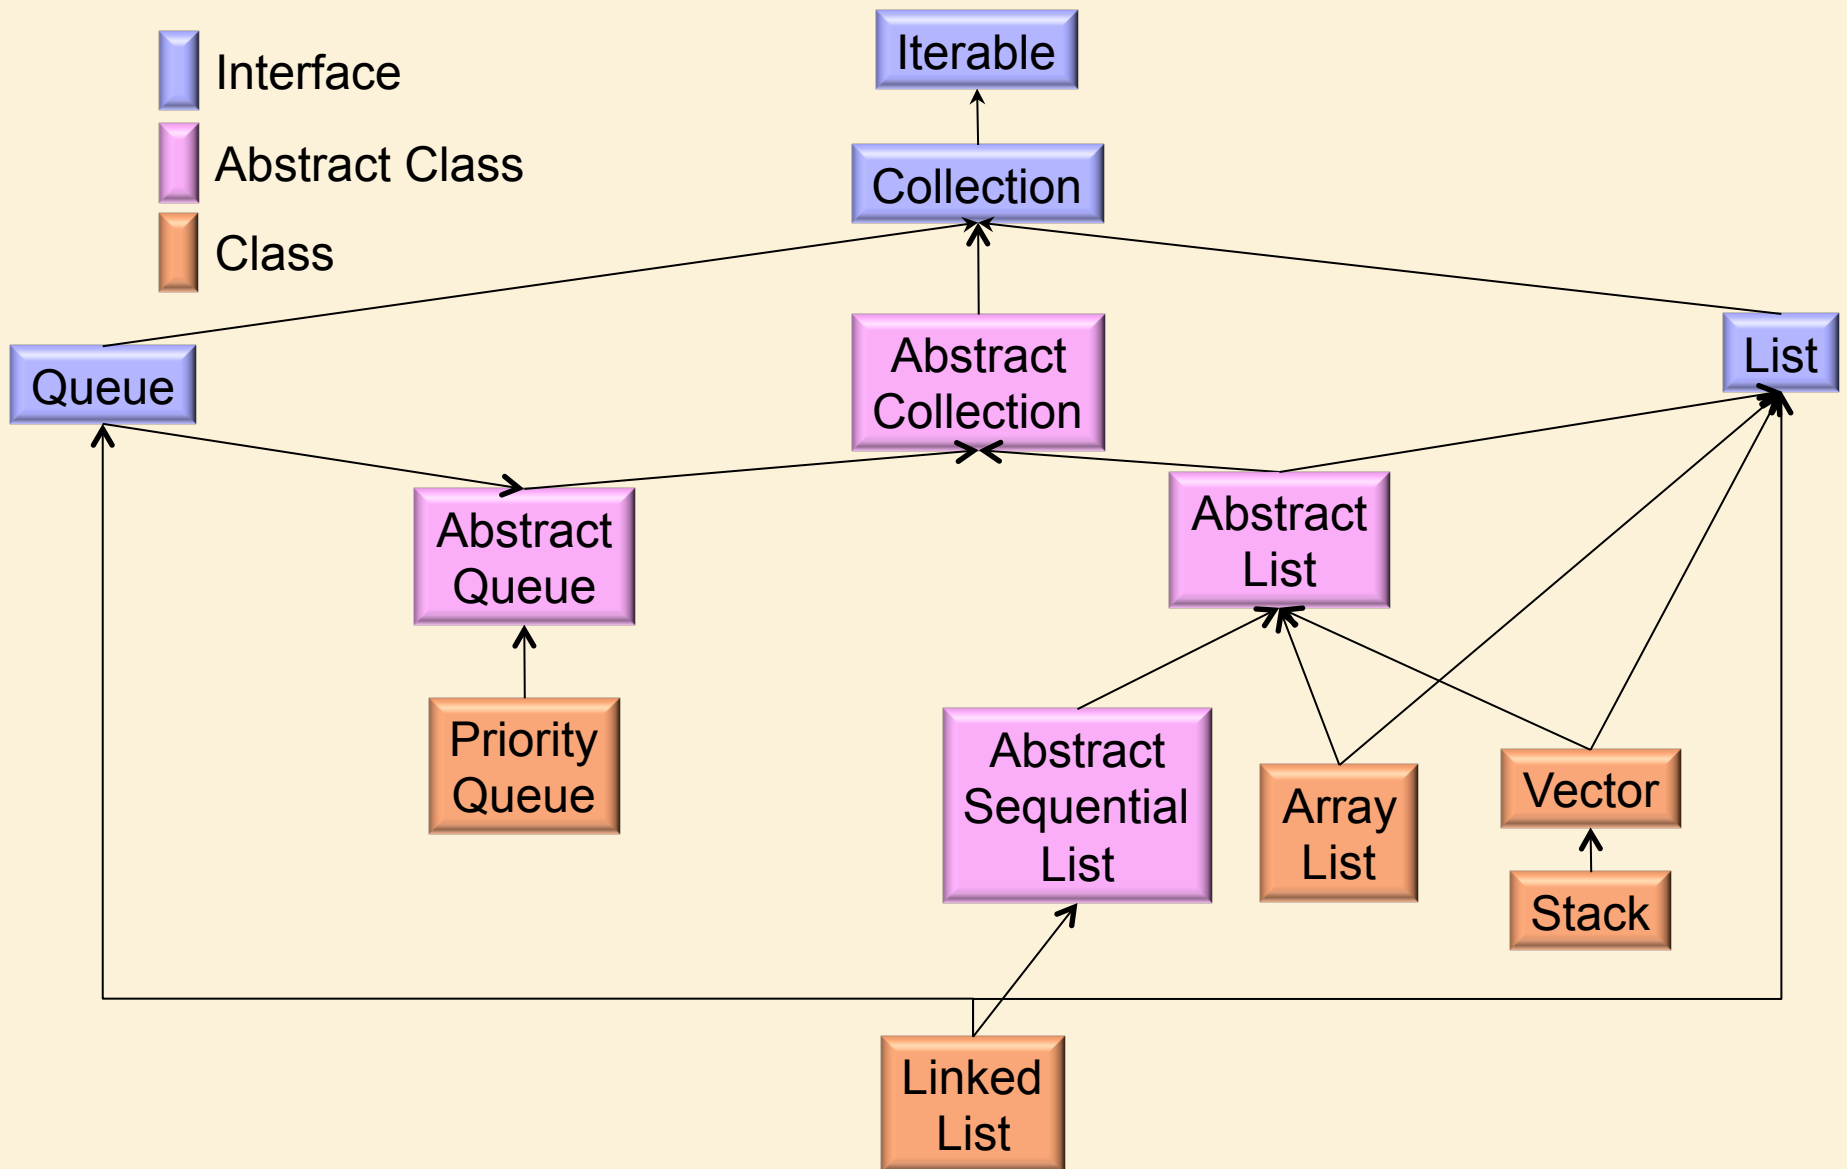 Interface
Abstract Class
Class
Iterable
Collection
Queue
Abstract
Collection
List
Abstract
Queue
Abstract
List
Priority
Queue
Abstract
Sequential
List
Array
List
Vector
Stack
Linked
List